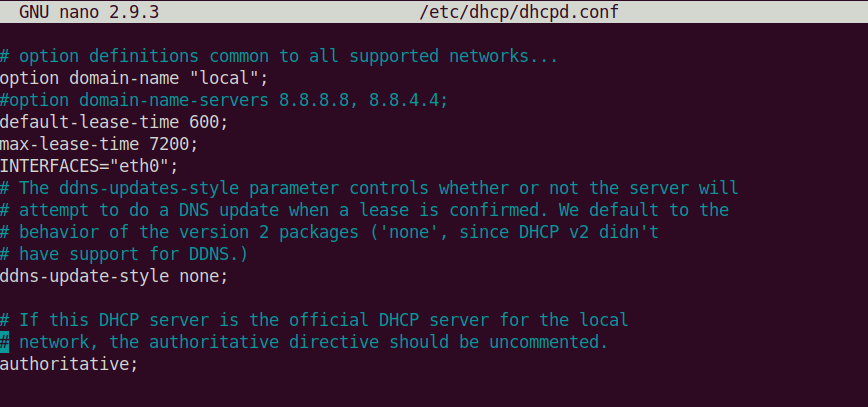 GNU nano 2.9.3 /etc/dhcp/dhcpd.conf
# option definitions common to all supported networks...
option domain-name "local";
#option domain-name-servers 8.8.8.8, 8.8.4.4;
default-lease-time 600;
max-lease-time 7200;
INTERFACES="eth0";
# The ddns-updates-style parameter controls whether or not the server will
# attempt to do a DNS update when a lease is confirmed. We default to the
# behavior of the version 2 packages ('none', since DHCP v2 didn't
# have support for DDNS.)
ddns-update-style none;
# If this DHCP server is the official DHCP server for the local
# network, the authoritative directive should be uncommented.
authoritative;